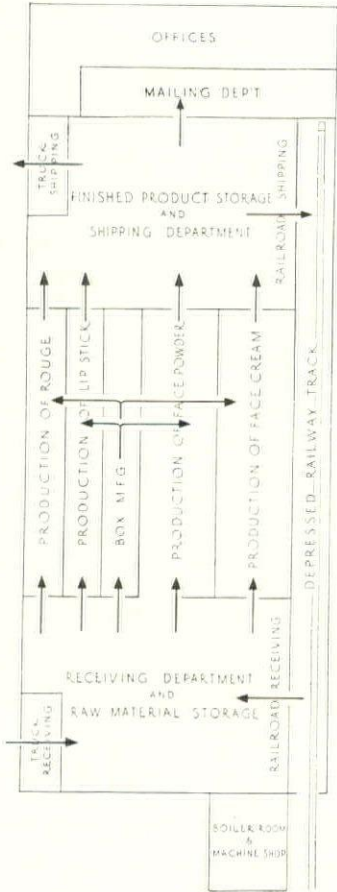 OFFICES
MAILING DEP'T
TRUCK
SHIPPING
FINISHED PRODUCT STORAGE
AND
SHIPPING DEPARTMENT
RAILROAD SHIPPING
PRODUCTION OF ROUGE
PRODUCTION OF LIP STICK
BOX MFG
PRODUCTION OF FACE POWDER
PRODUCTION OF FACE CREAM
DEPRESSED RAILWAY TRACK
RECEIVING DEPARTMENT
AND
RAW MATERIAL STORAGE
TRUCK
RECEIVING
RAILROAD RECEIVING
BOILER ROOM
&
MACHINE SHOP